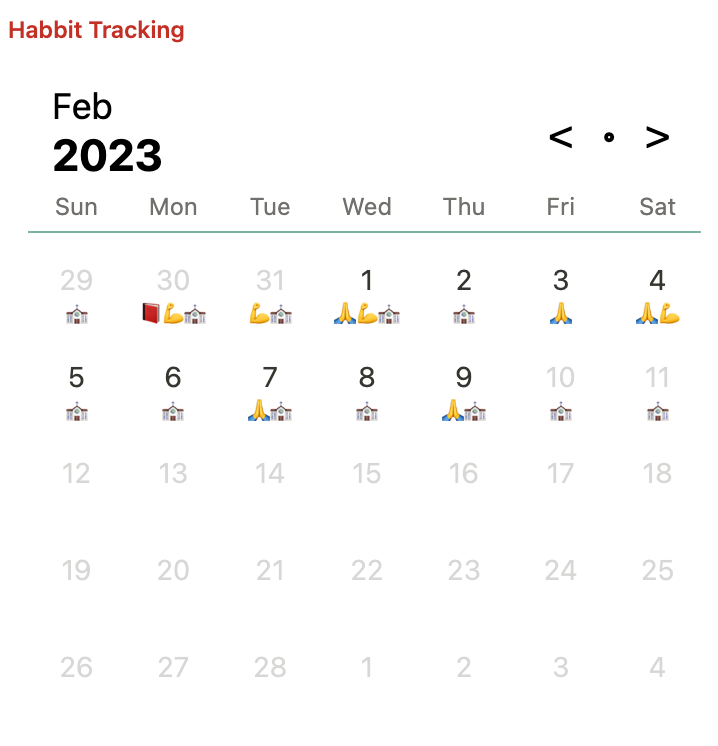 Habbit Tracking
Feb
2023
< ∘ >
Sun Mon Tue Wed Thu Fri Sat
29 30 31 1 2 3 4
🏫 📕💪🏫 💪🏫 🙏💪🏫 🏫 🙏 🙏💪
5 6 7 8 9 10 11
🏫 🏫 🙏🏫 🏫 🙏🏫 🏫 🏫
12 13 14 15 16 17 18
19 20 21 22 23 24 25
26 27 28 1 2 3 4